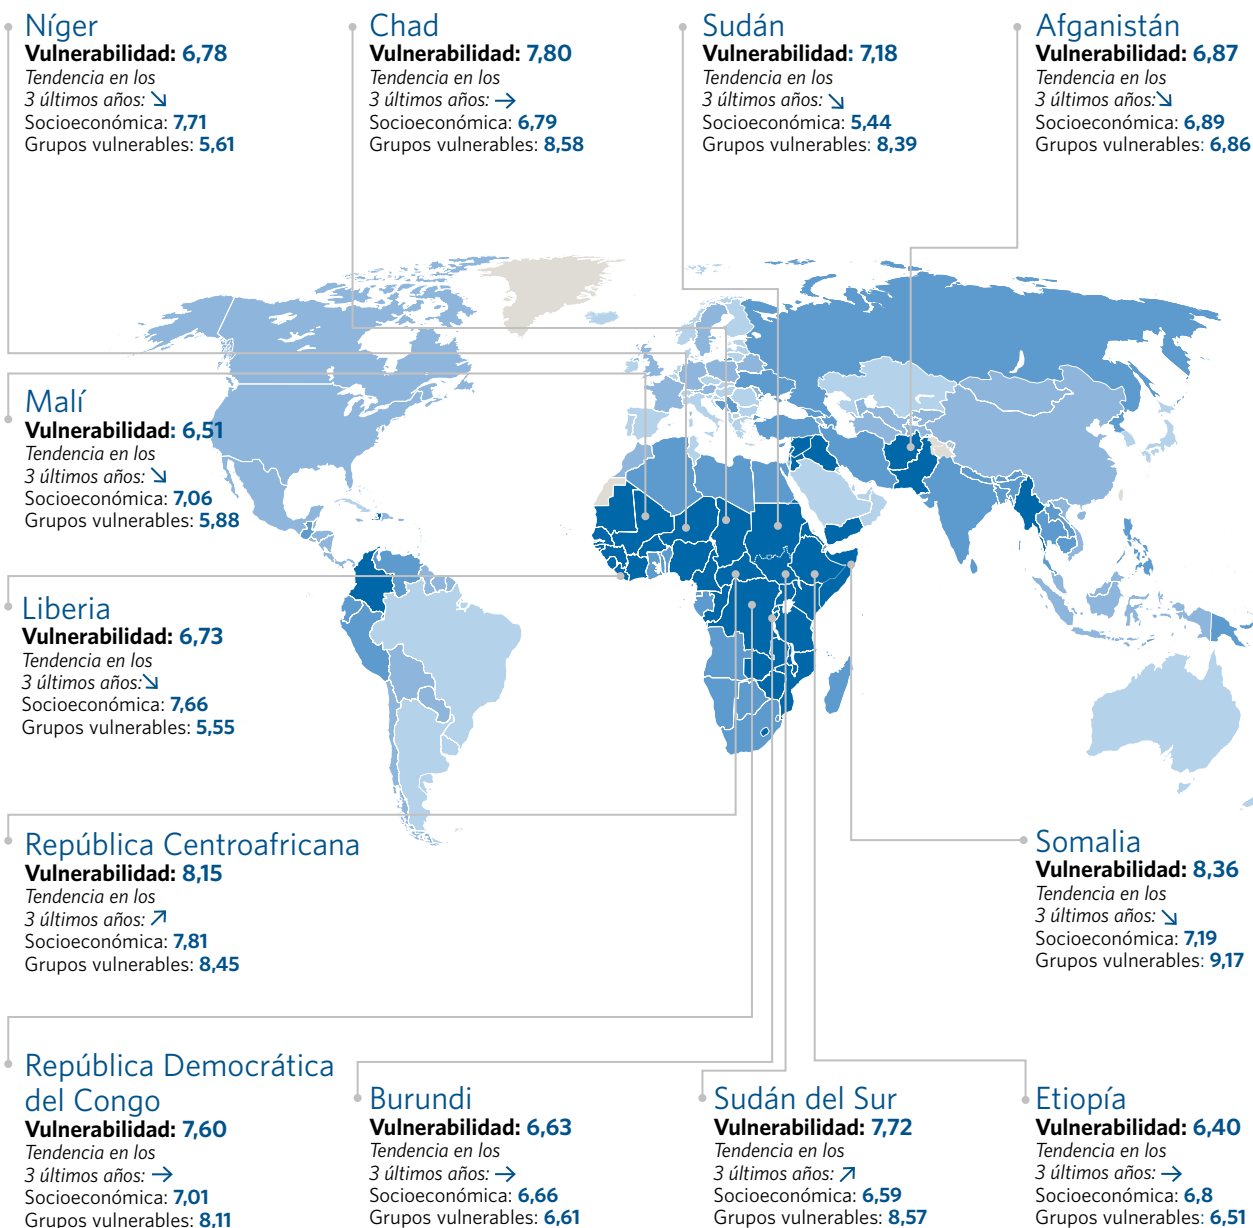 Níger
Vulnerabilidad: 6,78
Tendencia en los
3 últimos años: ↘
Socioeconómica: 7,71
Grupos vulnerables: 5,61
Chad
Vulnerabilidad: 7,80
Tendencia en los
3 últimos años: →
Socioeconómica: 6,79
Grupos vulnerables: 8,58
Sudán
Vulnerabilidad: 7,18
Tendencia en los
3 últimos años: ↘
Socioeconómica: 5,44
Grupos vulnerables: 8,39
Afganistán
Vulnerabilidad: 6,87
Tendencia en los
3 últimos años:↘
Socioeconómica: 6,89
Grupos vulnerables: 6,86
Malí
Vulnerabilidad: 6,51
Tendencia en los
3 últimos años: ↘
Socioeconómica: 7,06
Grupos vulnerables: 5,88
Liberia
Vulnerabilidad: 6,73
Tendencia en los
3 últimos años:↘
Socioeconómica: 7,66
Grupos vulnerables: 5,55
República Centroafricana
Vulnerabilidad: 8,15
Tendencia en los
3 últimos años: ↗
Socioeconómica: 7,81
Grupos vulnerables: 8,45
Somalia
Vulnerabilidad: 8,36
Tendencia en los
3 últimos años: ↘
Socioeconómica: 7,19
Grupos vulnerables: 9,17
República Democrática
del Congo
Vulnerabilidad: 7,60
Tendencia en los
3 últimos años: →
Socioeconómica: 7,01
Grupos vulnerables: 8,11
Burundi
Vulnerabilidad: 6,63
Tendencia en los
3 últimos años: →
Socioeconómica: 6,66
Grupos vulnerables: 6,61
Sudán del Sur
Vulnerabilidad: 7,72
Tendencia en los
3 últimos años: ↗
Socioeconómica: 6,59
Grupos vulnerables: 8,57
Etiopía
Vulnerabilidad: 6,40
Tendencia en los
3 últimos años: →
Socioeconómica: 6,8
Grupos vulnerables: 6,51